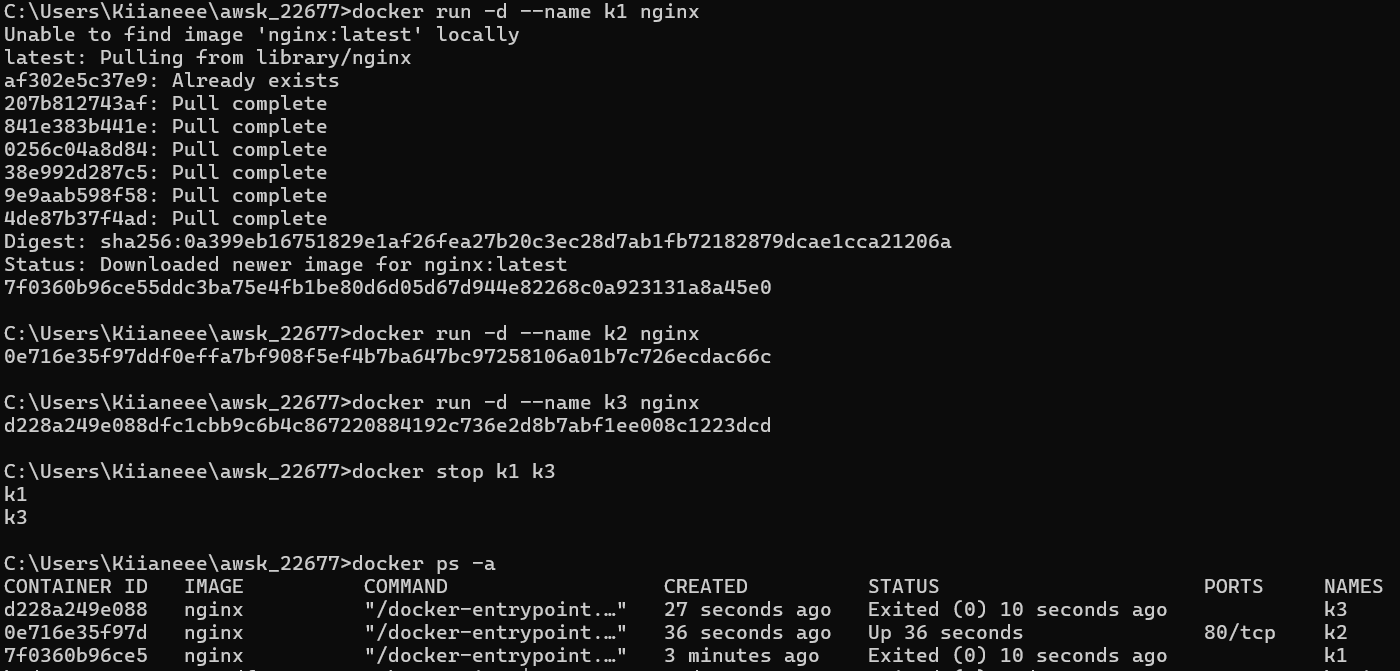 C:\Users\Kiianeee\awsk_22677>docker run -d --name k1 nginx
Unable to find image 'nginx:latest' locally
latest: Pulling from library/nginx
af302e5c37e9: Already exists
207b812743af: Pull complete
841e383b441e: Pull complete
0256c04a8d84: Pull complete
38e992d287c5: Pull complete
9e9aab598f58: Pull complete
4de87b37f4ad: Pull complete
Digest: sha256:0a399eb16751829e1af26fea27b20c3ec28d7ab1fb72182879dcae1cca21206a
Status: Downloaded newer image for nginx:latest
7f0360b96ce55ddc3ba75e4fb1be80d6d05d67d944e82268c0a923131a8a45e0
C:\Users\Kiianeee\awsk_22677>docker run -d --name k2 nginx
0e716e35f97ddf0effa7bf908f5ef4b7ba647bc97258106a01b7c726ecdac66c
C:\Users\Kiianeee\awsk_22677>docker run -d --name k3 nginx
d228a249e088dfc1cbb9c6b4c867220884192c736e2d8b7abf1ee008c1223dcd
C:\Users\Kiianeee\awsk_22677>docker stop k1 k3
k1
k3
C:\Users\Kiianeee\awsk_22677>docker ps -a
CONTAINER ID   IMAGE          COMMAND                  CREATED          STATUS                      PORTS     NAMES
d228a249e088   nginx          "/docker-entrypoint.…"   27 seconds ago   Exited (0) 10 seconds ago             k3
0e716e35f97d   nginx          "/docker-entrypoint.…"   36 seconds ago   Up 36 seconds               80/tcp    k2
7f0360b96ce5   nginx          "/docker-entrypoint.…"   3 minutes ago    Exited (0) 10 seconds ago             k1